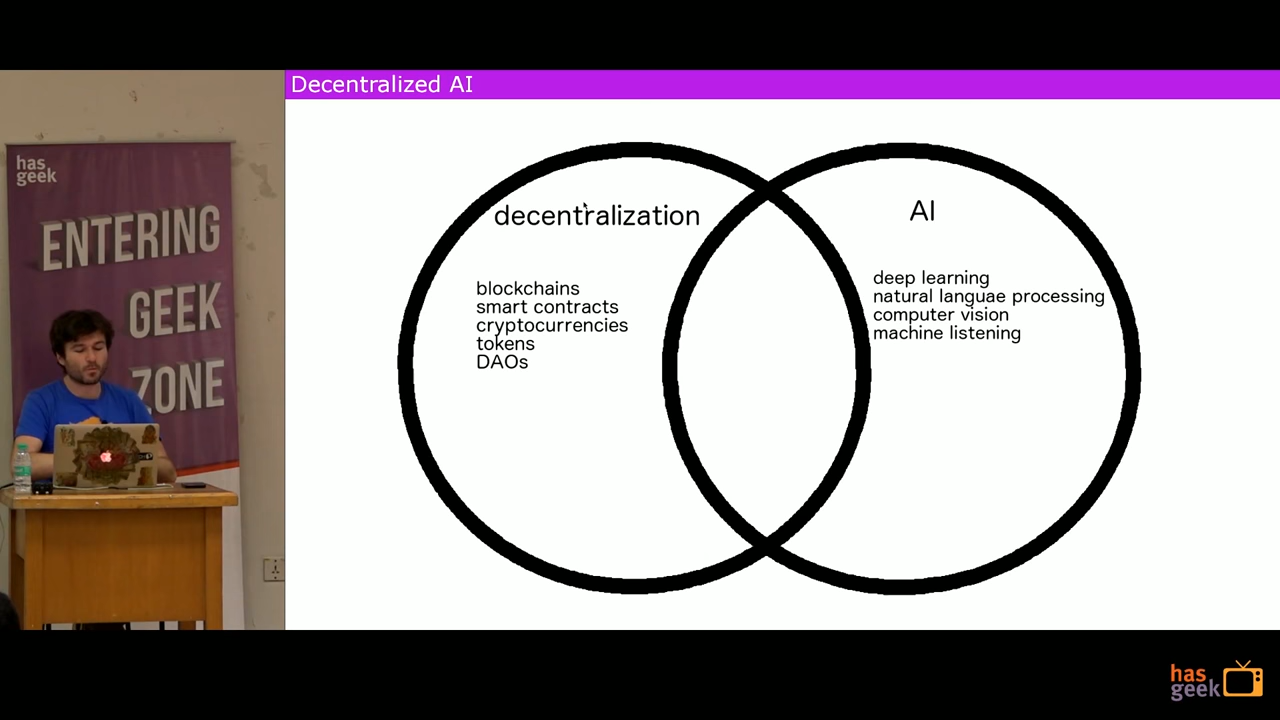 Decentralized AI
has
geek
ENTERING
GEEK
ZONE
decentralization
blockchains
smart contracts
cryptocurrencies
tokens
DAOs
AI
deep learning
natural languae processing
computer vision
machine listening
has
geek